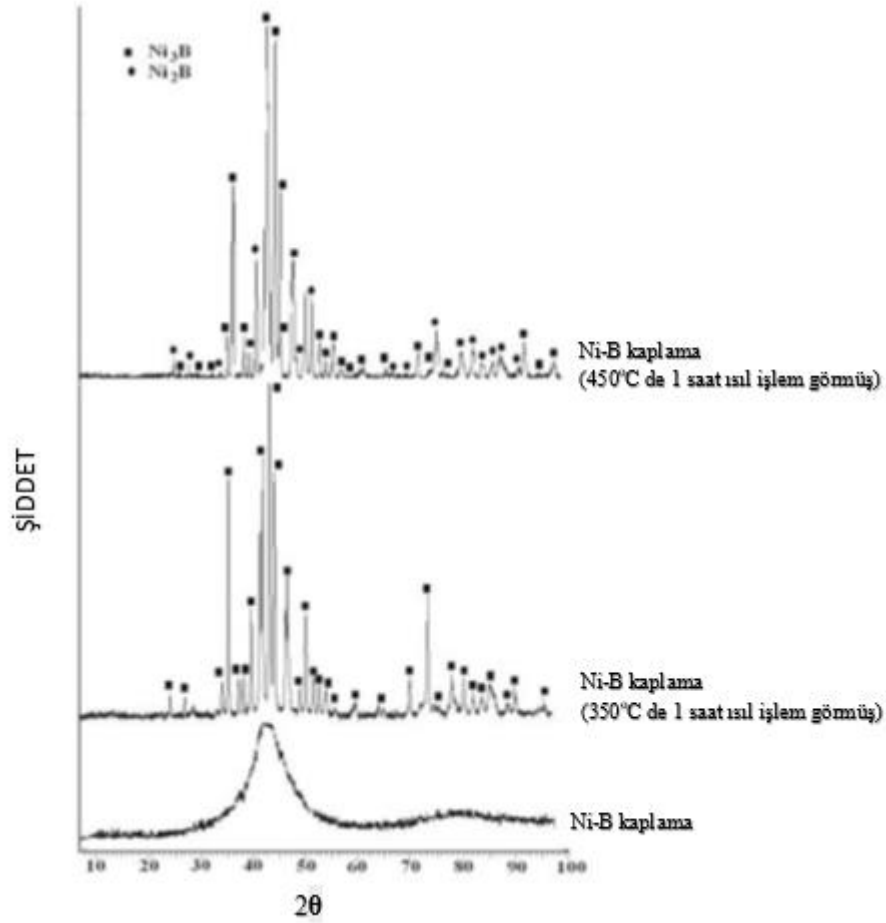 ■ Ni₃B
● Ni₂B
Ni-B kaplama
(450°C de 1 saat ısıl işlem görmüş)
ŞİDDET
Ni-B kaplama
(350°C de 1 saat ısıl işlem görmüş)
Ni-B kaplama
10 20 30 40 50 60 70 80 90 100
2θ